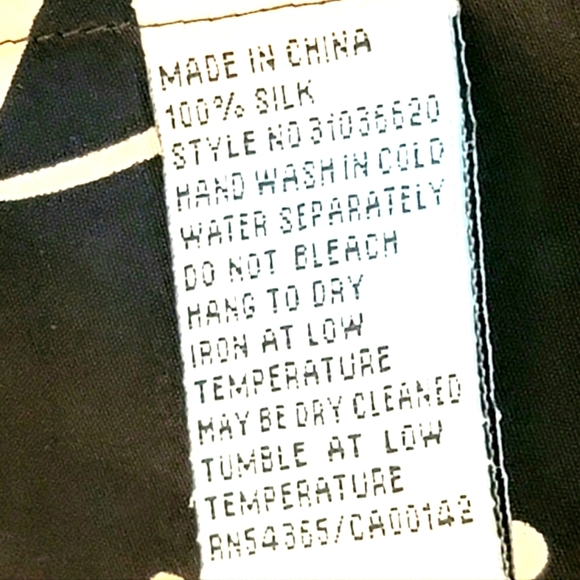 MADE IN CHINA
100% SILK
STYLE NO 31036620
HAND WASH IN COLD
WATER SEPARATELY
DO NOT BLEACH
HANG TO DRY
IRON AT LOW
TEMPERATURE
MAY BE DRY CLEANED
TUMBLE AT LOW
TEMPERATURE
RN54365/CA00142